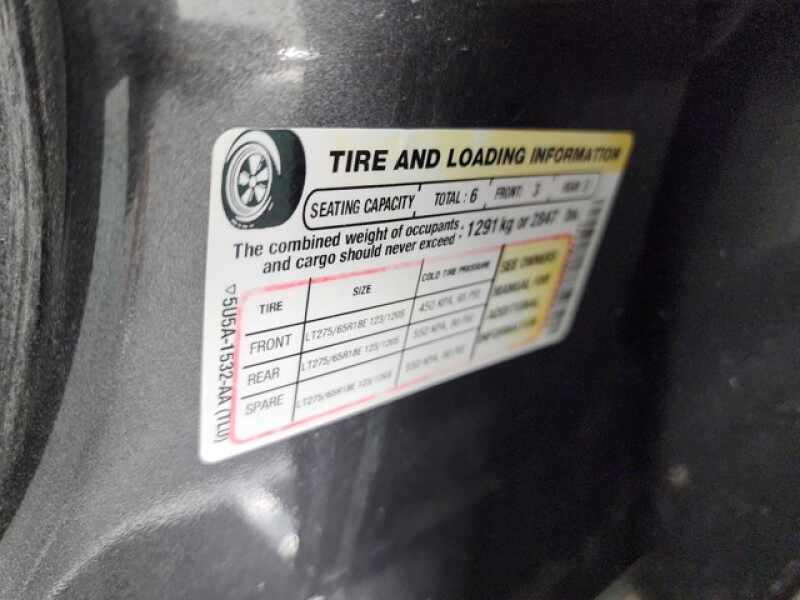 TIRE AND LOADING INFORMATION
SEATING CAPACITY TOTAL : 6 FRONT: 3 REAR 3
The combined weight of occupants
and cargo should never exceed : 1291 kg or 2847 lbs.
TIRE SIZE COLD TIRE PRESSURE SEE OWNERS
MANUAL FOR
ADDITIONAL
INFORMATION
FRONT LT275/65R18E 123/120S 450 KPA, 65 PSI
REAR LT275/65R18E 123/120S 550 KPA, 80 PSI
SPARE LT275/65R18E 123/120S 550 KPA, 80 PSI
5U5A-1532-AA (TLU)